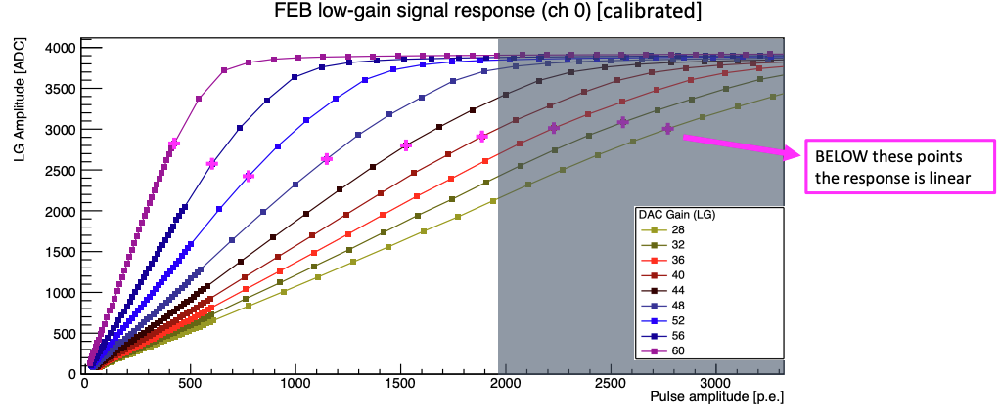 FEB low-gain signal response (ch 0) [calibrated]
LG Amplitude [ADC]
4000
3500
3000
2500
2000
1500
1000
500
0
0 500 1000 1500 2000 2500 3000
Pulse amplitude [p.e.]
BELOW these points
the response is linear
DAC Gain (LG)
28
32
36
40
44
48
52
56
60